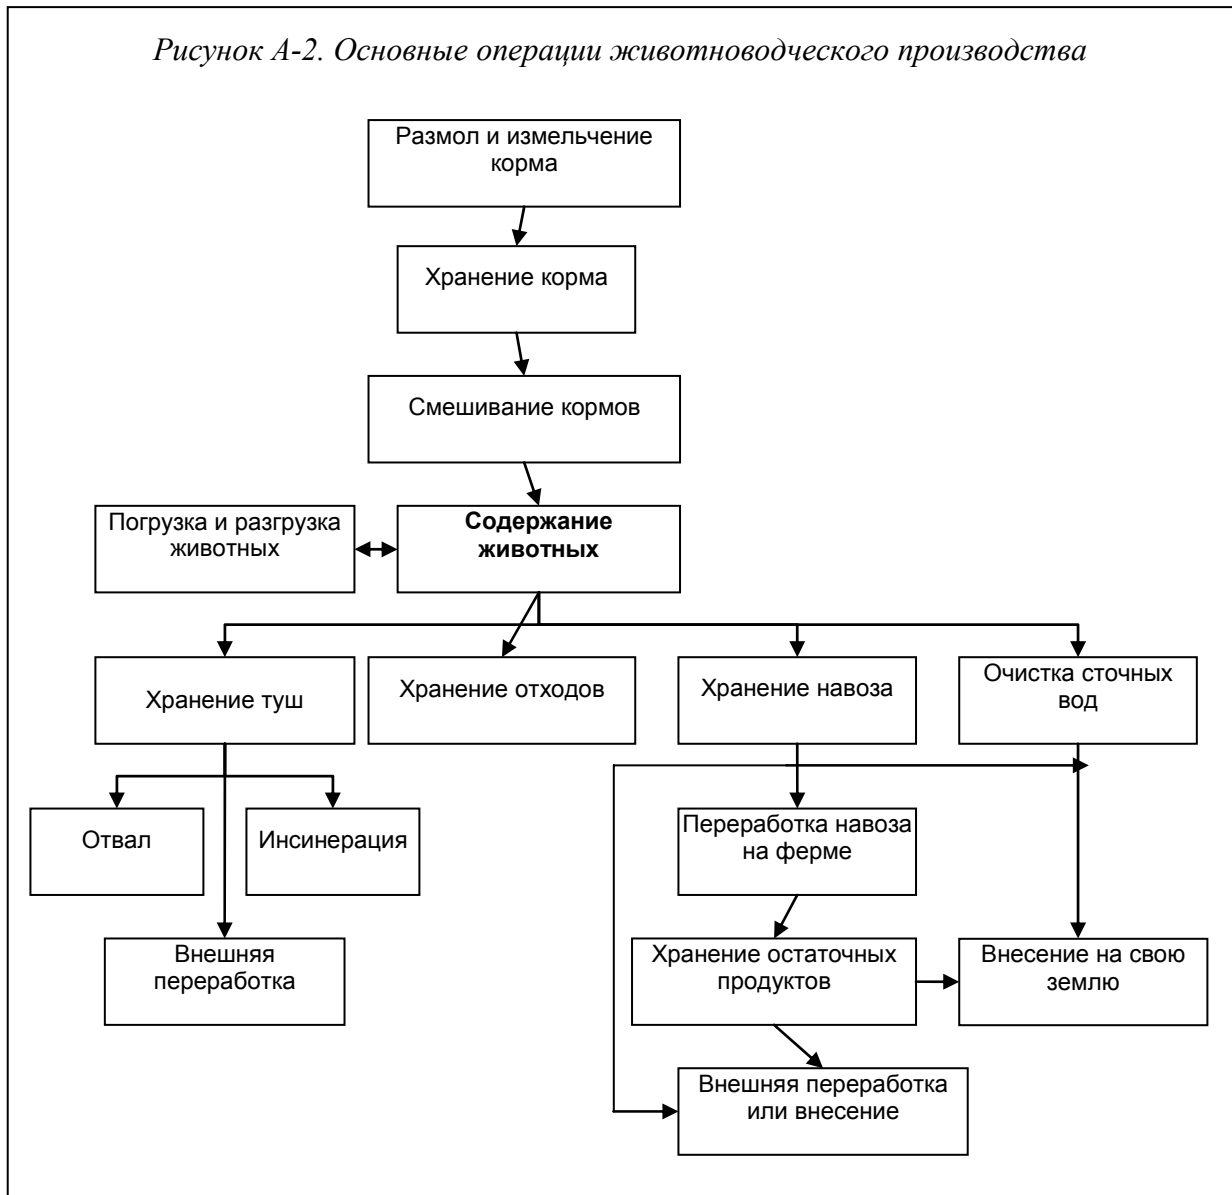 Рисунок А-2. Основные операции животноводческого производства
Размол и измельчение
корма
Хранение корма
Смешивание кормов
Погрузка и разгрузка
животных
Содержание
животных
Хранение туш
Хранение отходов
Хранение навоза
Очистка сточных
вод
Отвал
Инсинерация
Переработка навоза
на ферме
Внешняя
переработка
Хранение остаточных
продуктов
Внесение на свою
землю
Внешняя переработка
или внесение